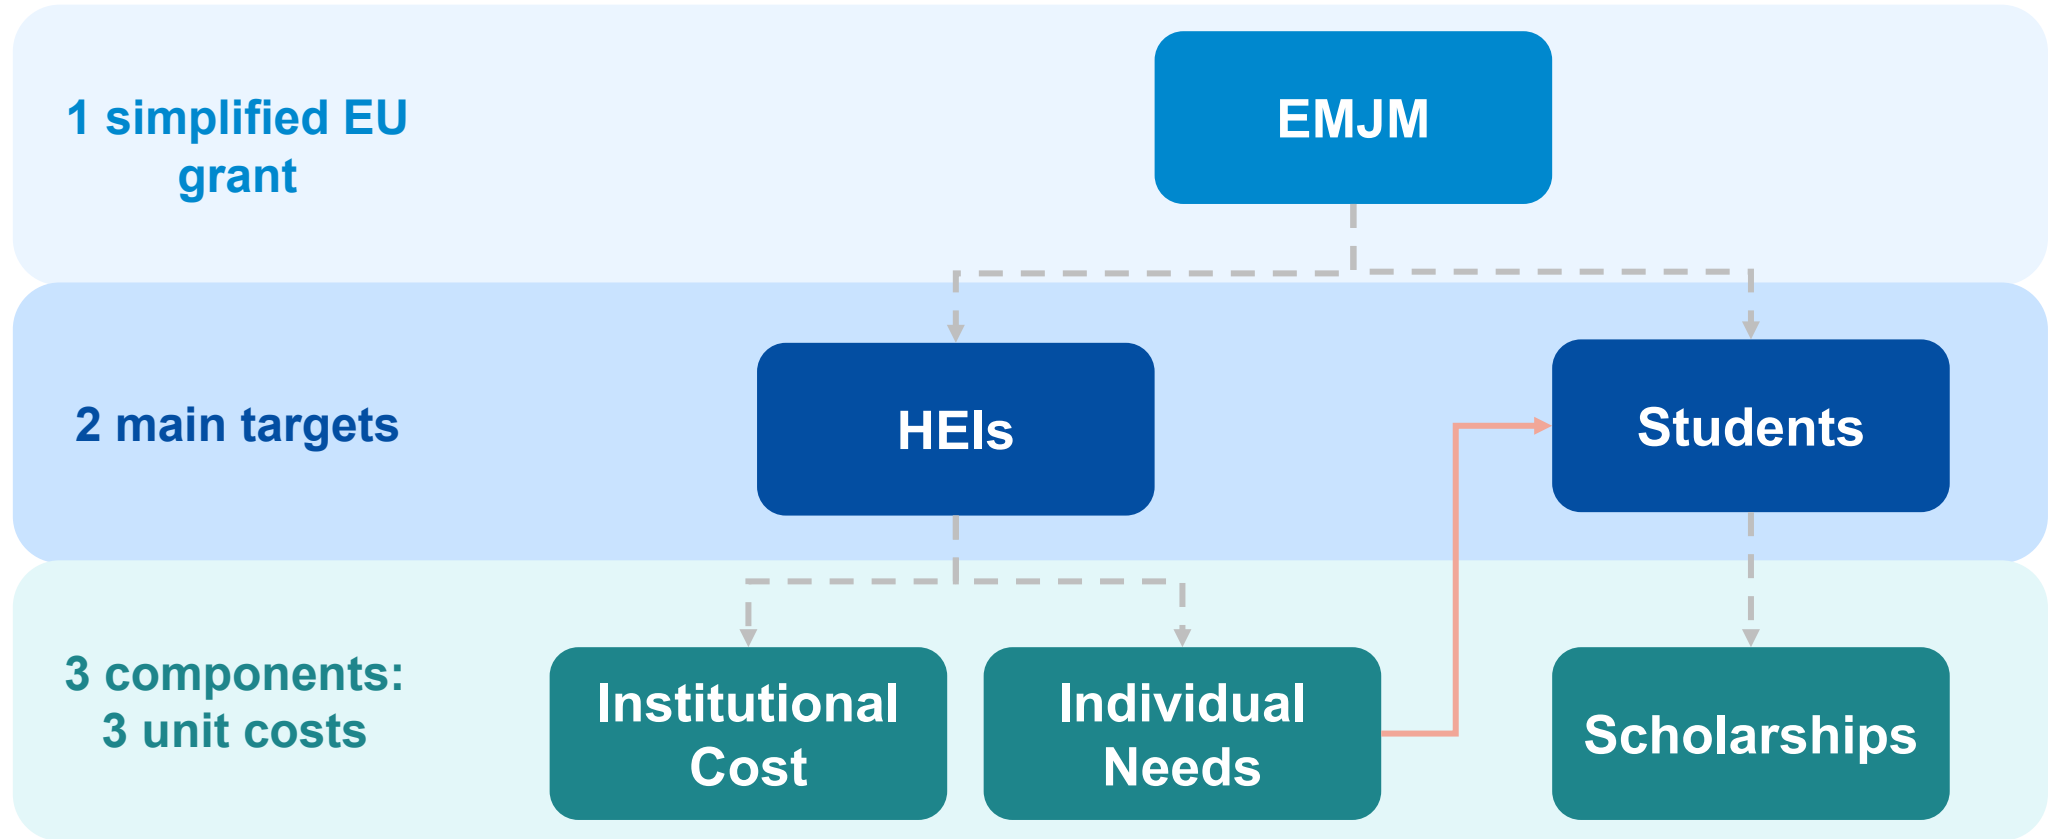 1 simplified EU
grant
EMJM
2 main targets
HEIs
Students
3 components:
3 unit costs
Institutional
Cost
Individual
Needs
Scholarships